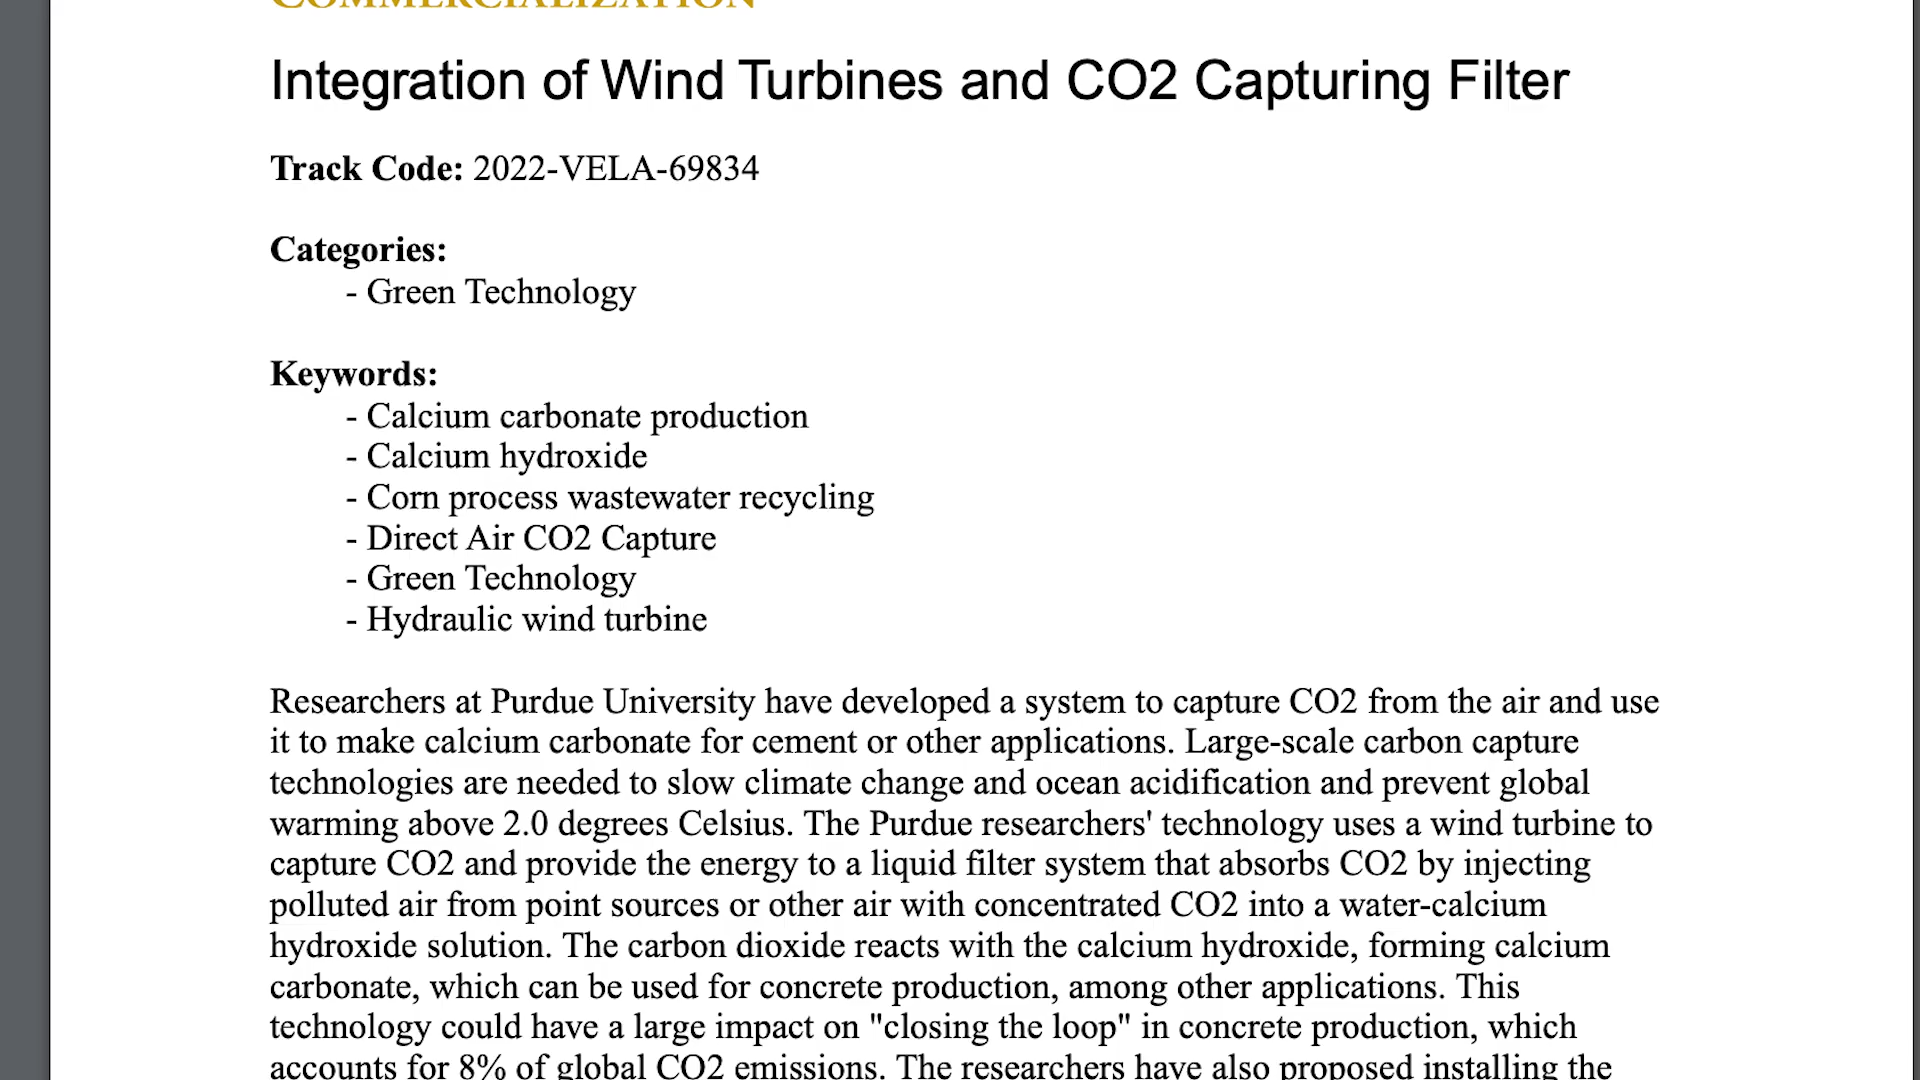 COMMERCIALIZATION
Integration of Wind Turbines and CO2 Capturing Filter
Track Code: 2022-VELA-69834
Categories:
- Green Technology
Keywords:
- Calcium carbonate production
- Calcium hydroxide
- Corn process wastewater recycling
- Direct Air CO2 Capture
- Green Technology
- Hydraulic wind turbine
Researchers at Purdue University have developed a system to capture CO2 from the air and use
it to make calcium carbonate for cement or other applications. Large-scale carbon capture
technologies are needed to slow climate change and ocean acidification and prevent global
warming above 2.0 degrees Celsius. The Purdue researchers' technology uses a wind turbine to
capture CO2 and provide the energy to a liquid filter system that absorbs CO2 by injecting
polluted air from point sources or other air with concentrated CO2 into a water-calcium
hydroxide solution. The carbon dioxide reacts with the calcium hydroxide, forming calcium
carbonate, which can be used for concrete production, among other applications. This
technology could have a large impact on "closing the loop" in concrete production, which
accounts for 8% of global CO2 emissions. The researchers have also proposed installing the